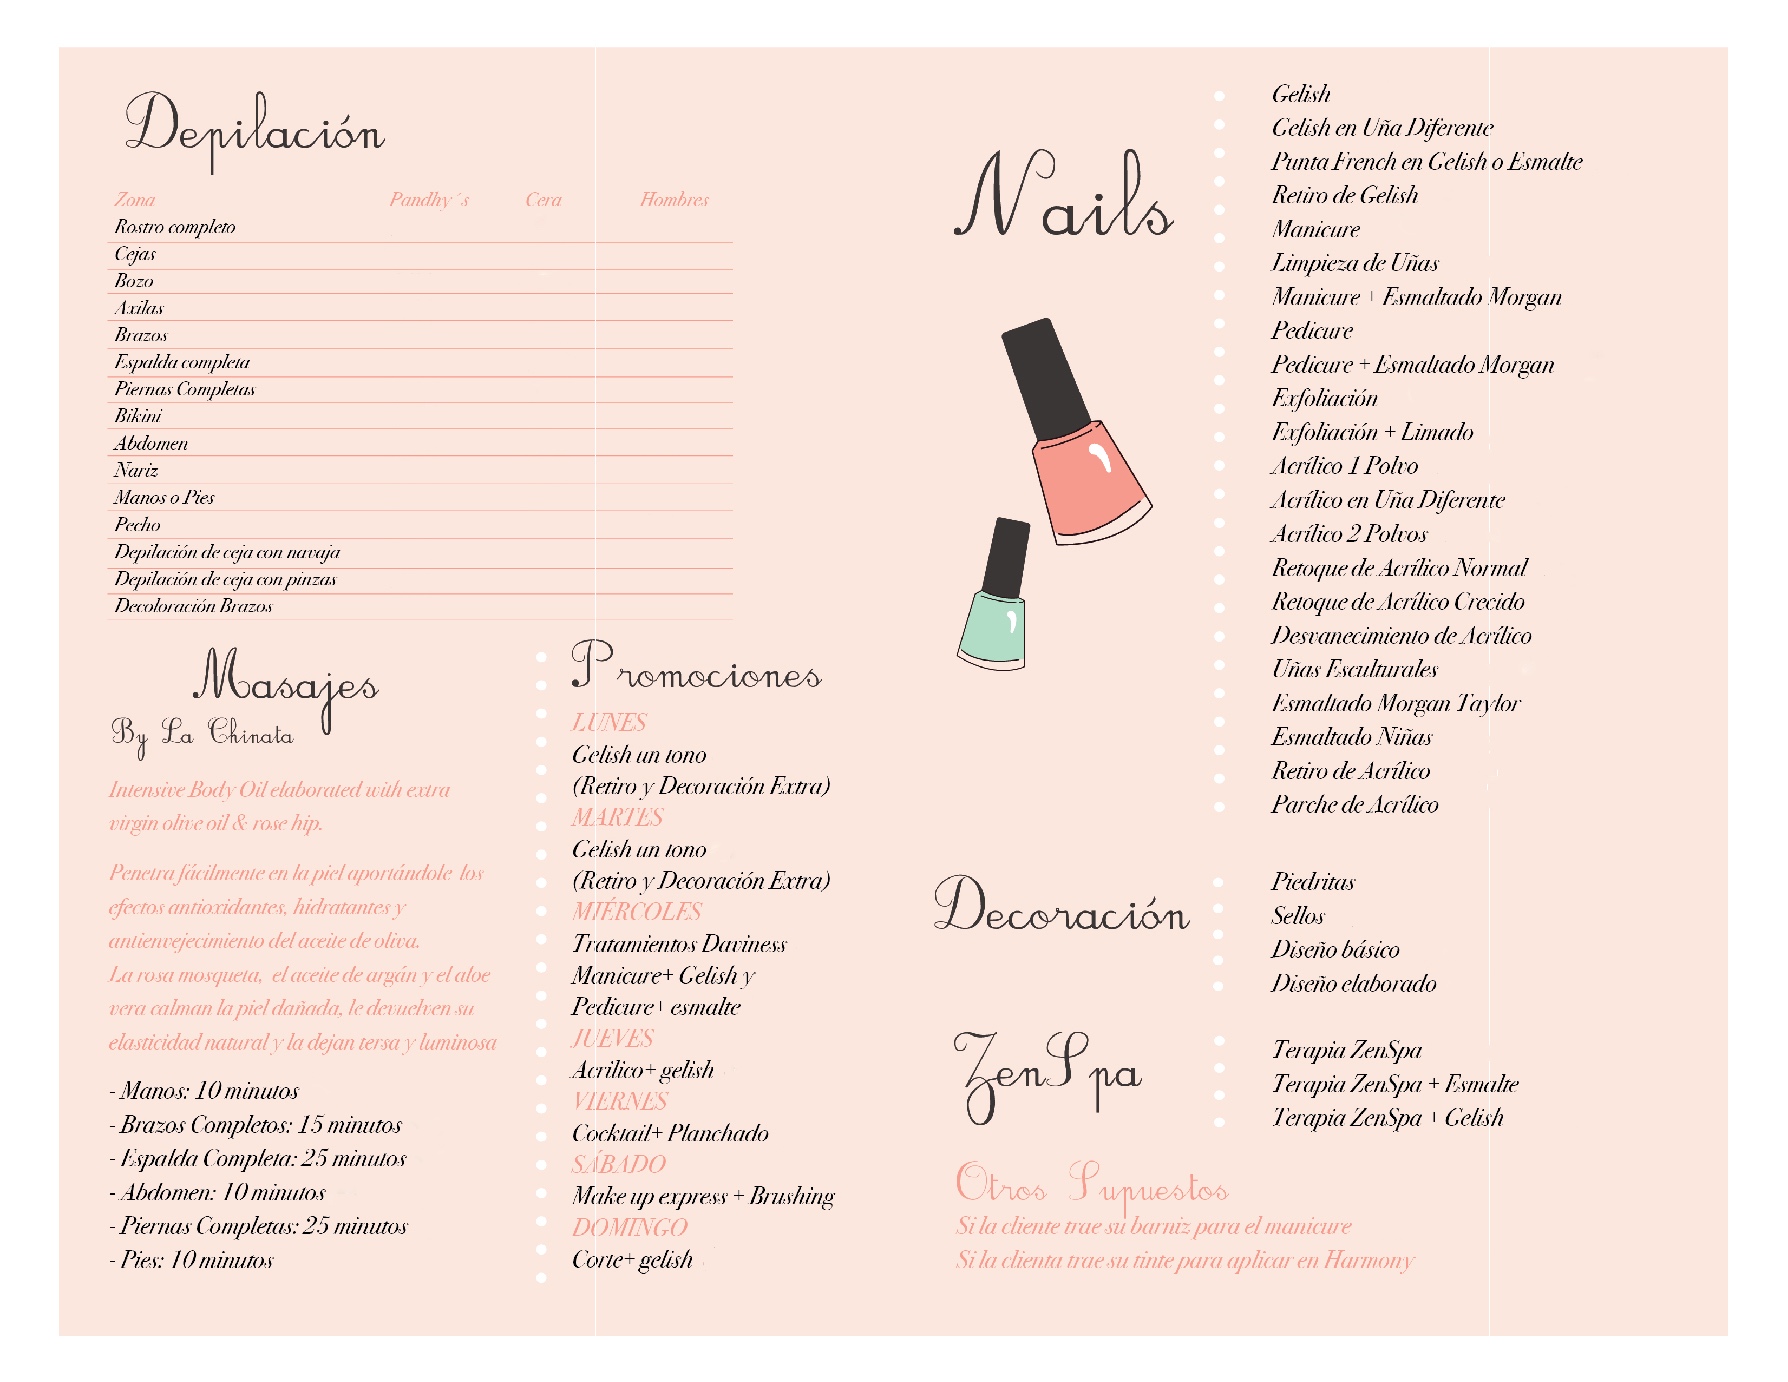 Depilación
Zona Pandhy´s Cera Hombres
Rostro completo
Cejas
Bozo
Axilas
Brazos
Espalda completa
Piernas Completas
Bikini
Abdomen
Nariz
Manos o Pies
Pecho
Depilación de ceja con navaja
Depilación de ceja con pinzas
Decoloración Brazos
Masajes
By La Chinata
Intensive Body Oil elaborated with extra
virgin olive oil & rose hip.
Penetra fácilmente en la piel aportándole los
efectos antioxidantes, hidratantes y
antienvejecimiento del aceite de oliva.
La rosa mosqueta, el aceite de argán y el aloe
vera calman la piel dañada, le devuelven su
elasticidad natural y la dejan tersa y luminosa
- Manos: 10 minutos
- Brazos Completos: 15 minutos
- Espalda Completa: 25 minutos
- Abdomen: 10 minutos
- Piernas Completas: 25 minutos
- Pies: 10 minutos
Promociones
LUNES
Gelish un tono
(Retiro y Decoración Extra)
MARTES
Gelish un tono
(Retiro y Decoración Extra)
MIÉRCOLES
Tratamientos Daviness
Manicure+ Gelish y
Pedicure+ esmalte
JUEVES
Acrilico+ gelish
VIERNES
Cocktail+ Planchado
SÁBADO
Make up express + Brushing
DOMINGO
Corte+ gelish
Nails
Gelish
Gelish en Uña Diferente
Punta French en Gelish o Esmalte
Retiro de Gelish
Manicure
Limpieza de Uñas
Manicure + Esmaltado Morgan
Pedicure
Pedicure + Esmaltado Morgan
Exfoliación
Exfoliación + Limado
Acrílico 1 Polvo
Acrílico en Uña Diferente
Acrílico 2 Polvos
Retoque de Acrílico Normal
Retoque de Acrílico Crecido
Desvanecimiento de Acrílico
Uñas Esculturales
Esmaltado Morgan Taylor
Esmaltado Niñas
Retiro de Acrílico
Parche de Acrílico
Decoración
Piedritas
Sellos
Diseño básico
Diseño elaborado
ZenSpa
Terapia ZenSpa
Terapia ZenSpa + Esmalte
Terapia ZenSpa + Gelish
Otros Supuestos
Si la cliente trae su barniz para el manicure
Si la clienta trae su tinte para aplicar en Harmony